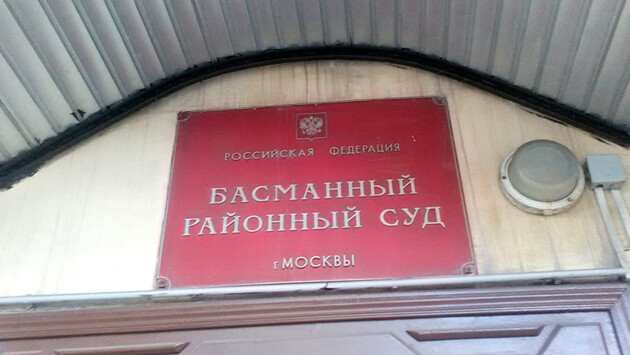 РОССИЙСКАЯ ФЕДЕРАЦИЯ
БАСМАННЫЙ
РАЙОННЫЙ СУД
г МОСКВЫ